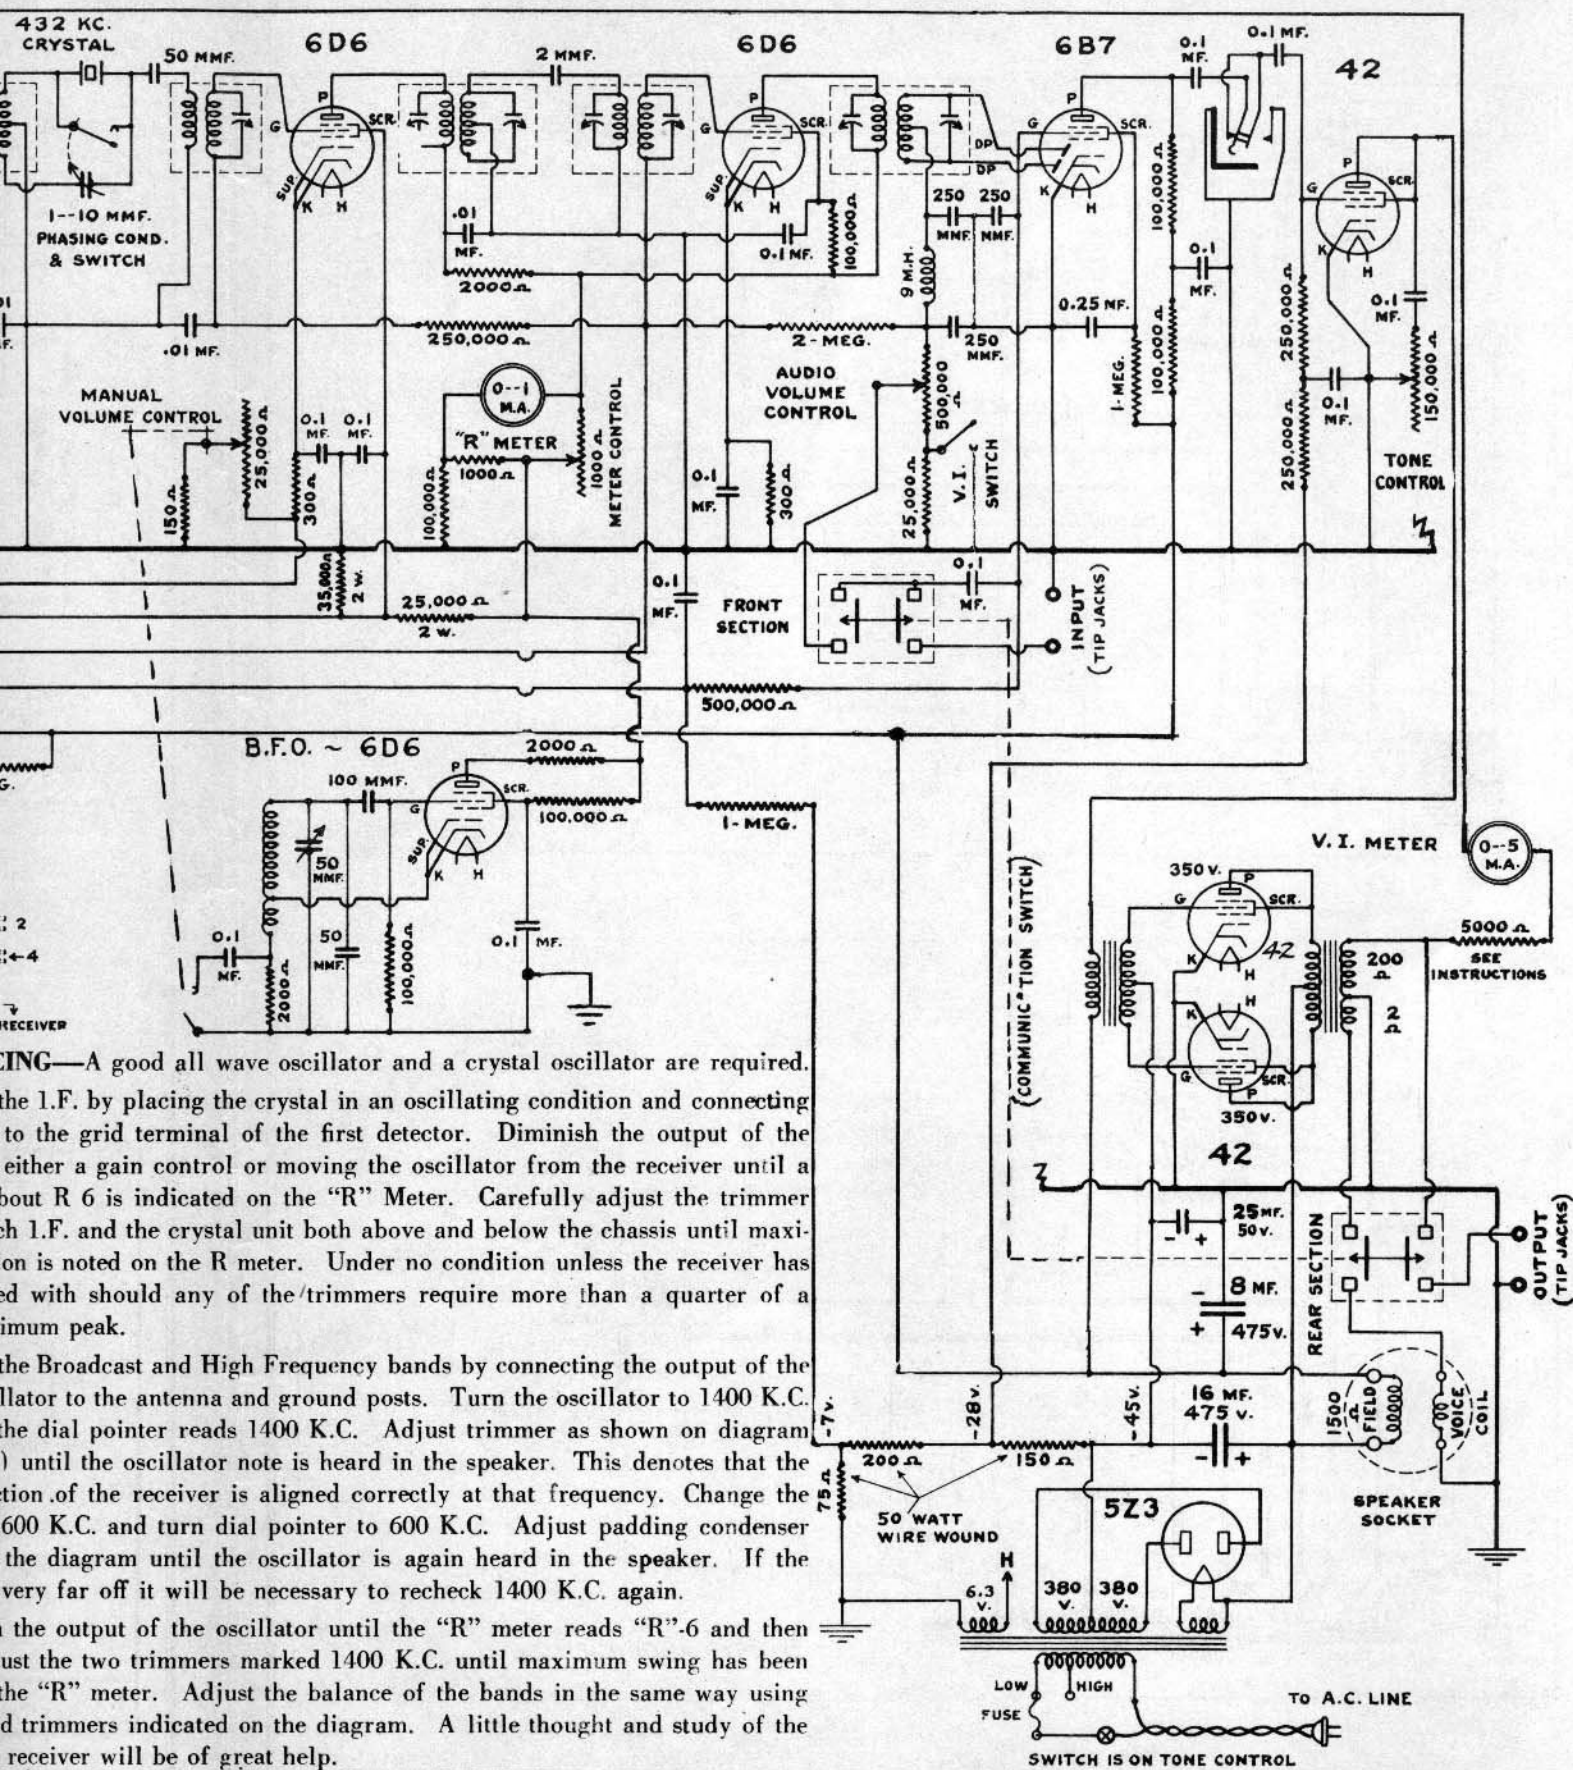 432 KC.
CRYSTAL
50 MMF.
6D6
2 MMF.
6D6
6B7
0.1
MF.
0.1 MF.
42
P
G
SCR.
SUP.
K
H
P
G
SCR.
SUP.
K
H
P
G
SCR.
DP
DP
K
H
P
G
SCR.
K
H
1--10 MMF.
PHASING COND.
& SWITCH
.01
MF.
2000 Ω
0.1 MF.
100,000 Ω
250
MMF.
250
MMF.
9 M.H.
100,000 Ω
0.1
MF.
0.1
MF.
150,000 Ω
01
F.
.01 MF.
250,000 Ω
2-MEG.
250
MMF.
0.25 MF.
1-MEG.
100,000 Ω
250,000 Ω
0.1
MF.
250,000 Ω
MANUAL
VOLUME CONTROL
25,000 Ω
150 Ω
0.1
MF.
0.1
MF.
300 Ω
0--1
M.A.
"R" METER
1000 Ω
100,000 Ω
1000 Ω
METER CONTROL
AUDIO
VOLUME
CONTROL
500,000
Ω
V. I.
SWITCH
25,000 Ω
0.1
MF.
300 Ω
TONE
CONTROL
35,000 Ω
2 W.
25,000 Ω
2 W.
0.1
MF.
FRONT
SECTION
0.1
MF.
INPUT
(TIP JACKS)
500,000 Ω
G.
B.F.O. ~ 6D6
2000 Ω
100 MMF.
P
G
SCR.
SUP.
K
H
100,000 Ω
50
MMF.
1-MEG.
0.1
MF.
2000 Ω
50
MMF.
100,000 Ω
0.1 MF.
2
←4
RECEIVER
(COMMUNIC*TION SWITCH)
V. I. METER
0--5
M.A.
350 V.
P
G
SCR.
K
H
42
H
K
G
SCR.
P
350 V.
42
200
Ω
2
Ω
5000 Ω
SEE
INSTRUCTIONS
25 MF.
50 V.
- +
-
8 MF.
+
475 V.
REAR SECTION
OUTPUT
(TIP JACKS)
16 MF.
475 V.
- +
1500
Ω
FIELD
VOICE
COIL
SPEAKER
SOCKET
-7 V.
-28 V.
-45 V.
200 Ω
150 Ω
75 Ω
50 WATT
WIRE WOUND
5Z3
H
6.3
V.
380
V.
380
V.
LOW
HIGH
FUSE
TO A.C. LINE
SWITCH IS ON TONE CONTROL
CING—A good all wave oscillator and a crystal oscillator are required.
the I.F. by placing the crystal in an oscillating condition and connecting
to the grid terminal of the first detector. Diminish the output of the
either a gain control or moving the oscillator from the receiver until a
bout R 6 is indicated on the "R" Meter. Carefully adjust the trimmer
ch I.F. and the crystal unit both above and below the chassis until maxi-
on is noted on the R meter. Under no condition unless the receiver has
ed with should any of the trimmers require more than a quarter of a
imum peak.
the Broadcast and High Frequency bands by connecting the output of the
llator to the antenna and ground posts. Turn the oscillator to 1400 K.C.
the dial pointer reads 1400 K.C. Adjust trimmer as shown on diagram
) until the oscillator note is heard in the speaker. This denotes that the
ction .of the receiver is aligned correctly at that frequency. Change the
600 K.C. and turn dial pointer to 600 K.C. Adjust padding condenser
the diagram until the oscillator is again heard in the speaker. If the
very far off it will be necessary to recheck 1400 K.C. again.
the output of the oscillator until the "R" meter reads "R"-6 and then
ust the two trimmers marked 1400 K.C. until maximum swing has been
the "R" meter. Adjust the balance of the bands in the same way using
d trimmers indicated on the diagram. A little thought and study of the
receiver will be of great help.